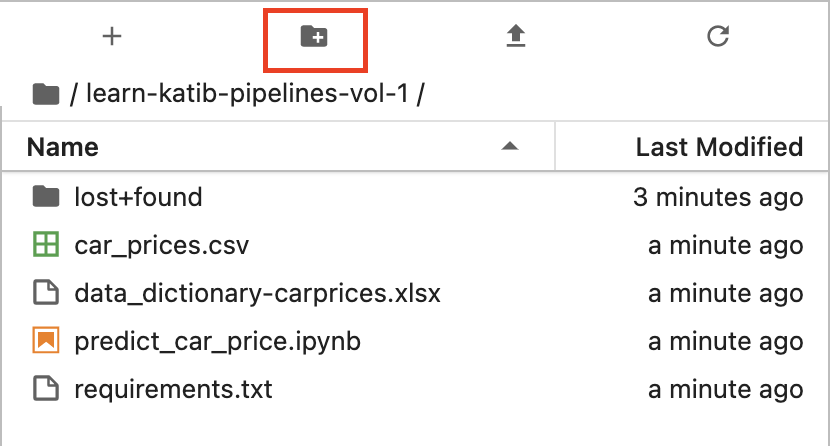 / learn-katib-pipelines-vol-1 /
Name Last Modified
lost+found 3 minutes ago
car_prices.csv a minute ago
data_dictionary-carprices.xlsx a minute ago
predict_car_price.ipynb a minute ago
requirements.txt a minute ago